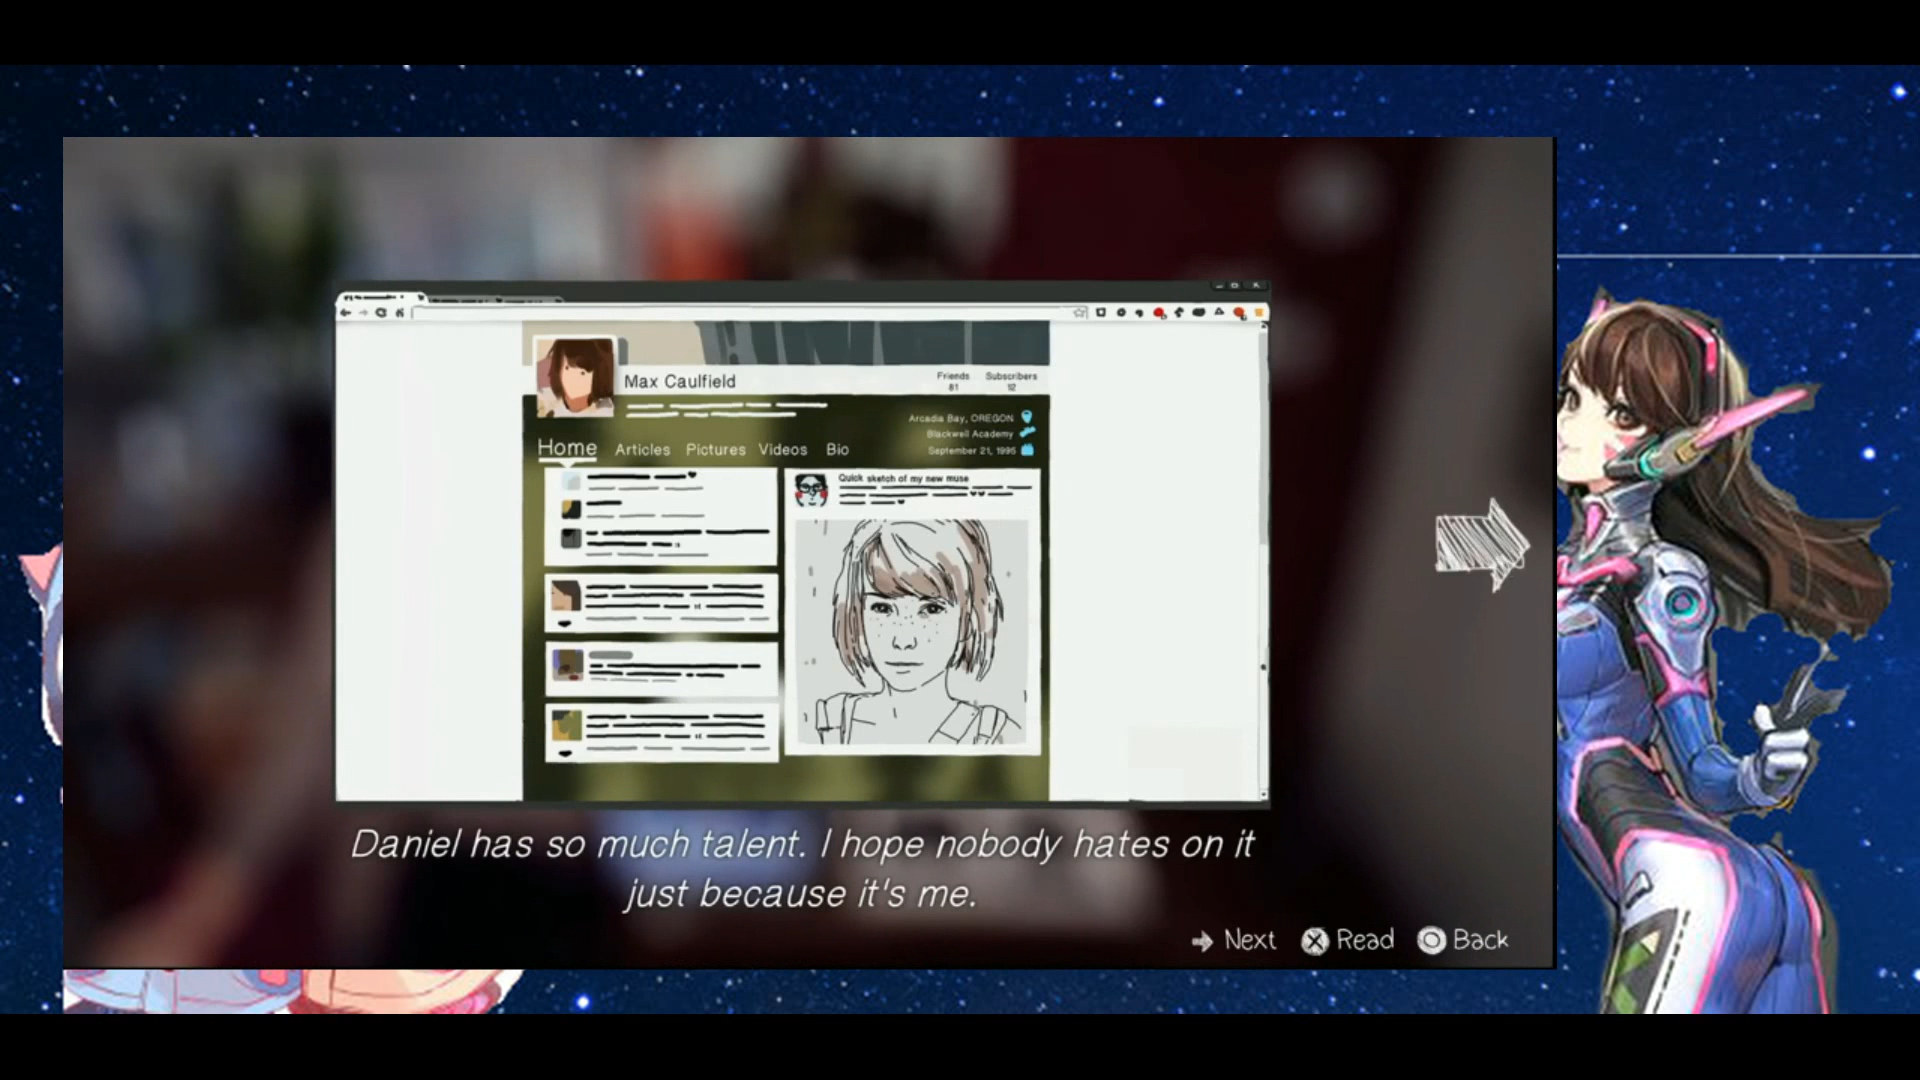 Max Caulfield
Friends
81
Subscribers
12
Arcadia Bay, OREGON
Blackwell Academy
September 21, 1995
Home Articles Pictures Videos Bio
Quick sketch of my new muse
Daniel has so much talent. I hope nobody hates on it
just because it's me.
Next Read Back